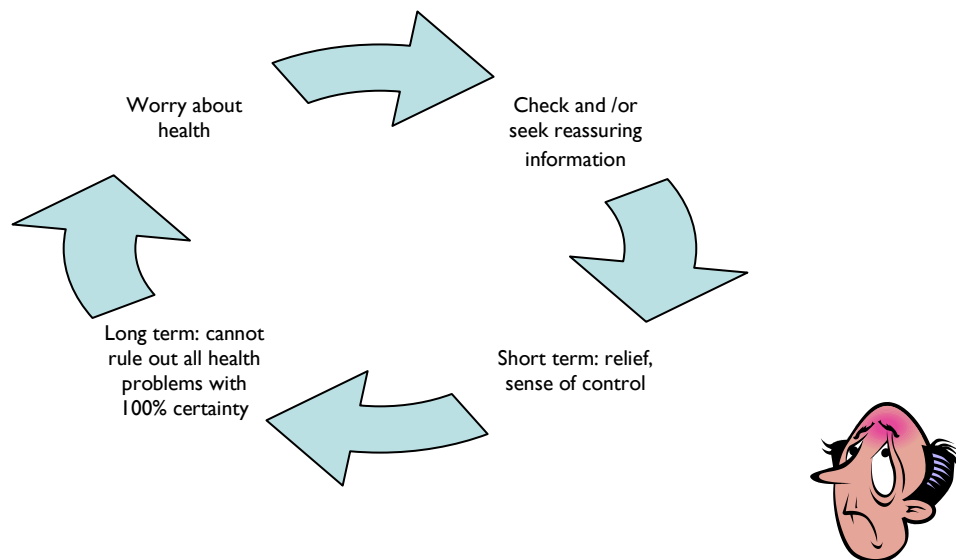 Worry about
health
Check and /or
seek reassuring
information
Short term: relief,
sense of control
Long term: cannot
rule out all health
problems with
100% certainty